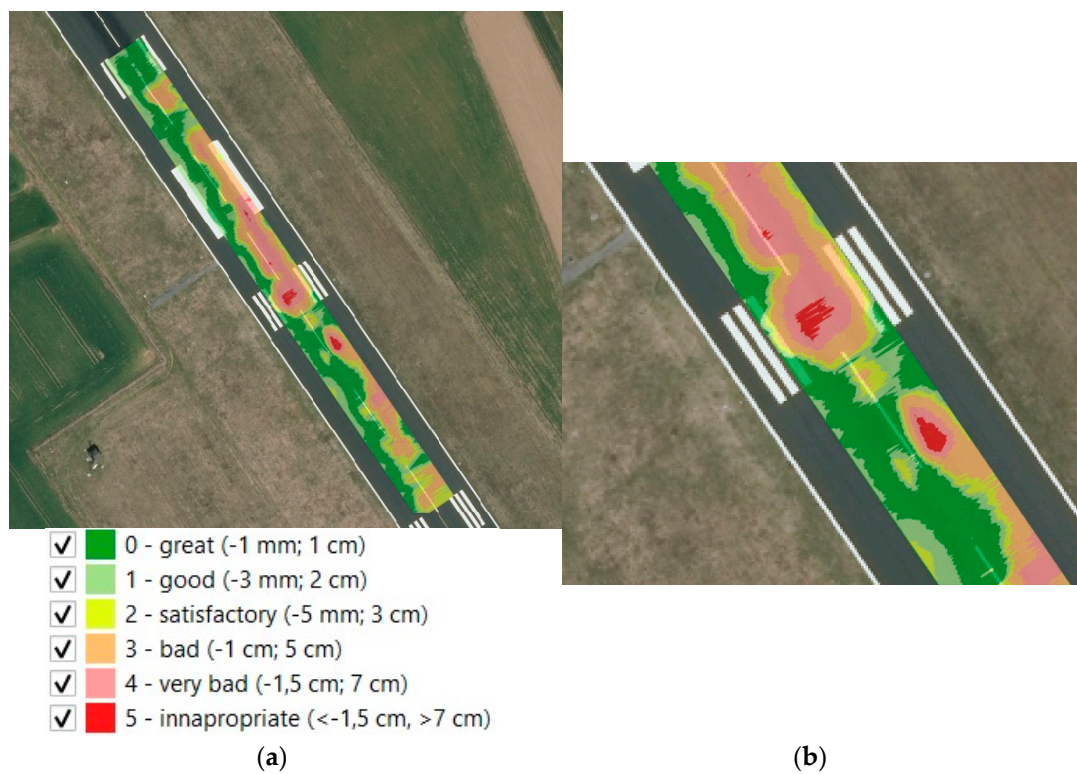 0 - great (-1 mm; 1 cm)
1 - good (-3 mm; 2 cm)
2 - satisfactory (-5 mm; 3 cm)
3 - bad (-1 cm; 5 cm)
4 - very bad (-1,5 cm; 7 cm)
5 - innapropriate (<-1,5 cm, >7 cm)
(a)
(b)